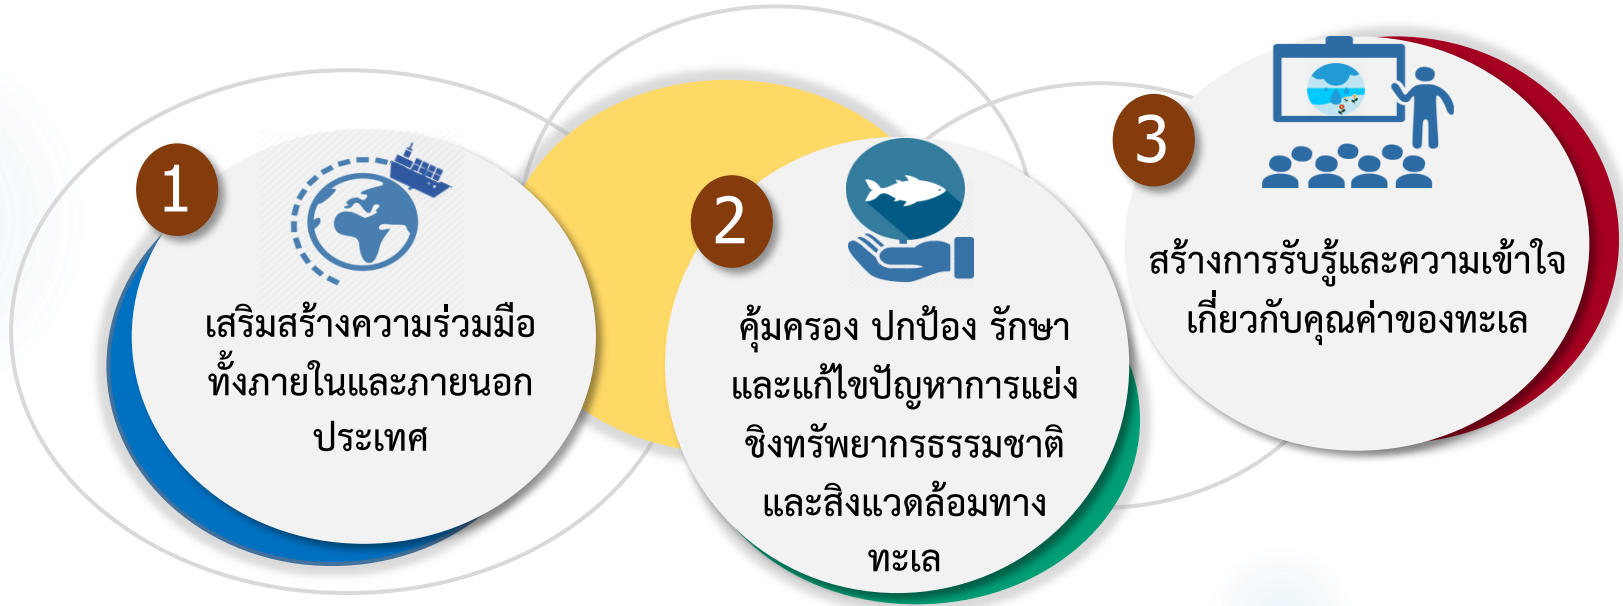 1
เสริมสร้างความร่วมมือ
ทั้งภายในและภายนอก
ประเทศ
2
คุ้มครอง ปกป้อง รักษา
และแก้ไขปัญหาการแย่ง
ชิงทรัพยากรธรรมชาติ
และสิงแวดล้อมทาง
ทะเล
3
สร้างการรับรู้และความเข้าใจ
เกี่ยวกับคุณค่าของทะเล